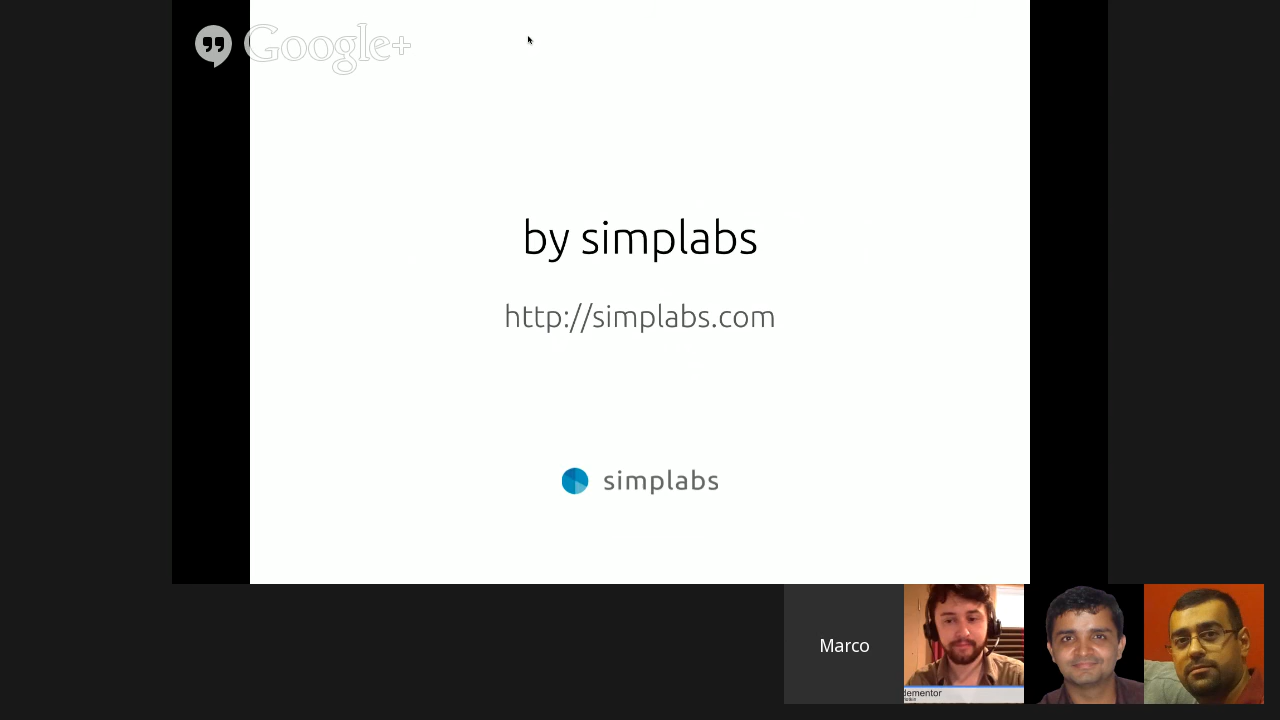 Google+
by simplabs
http://simplabs.com
simplabs
Marco
dementor